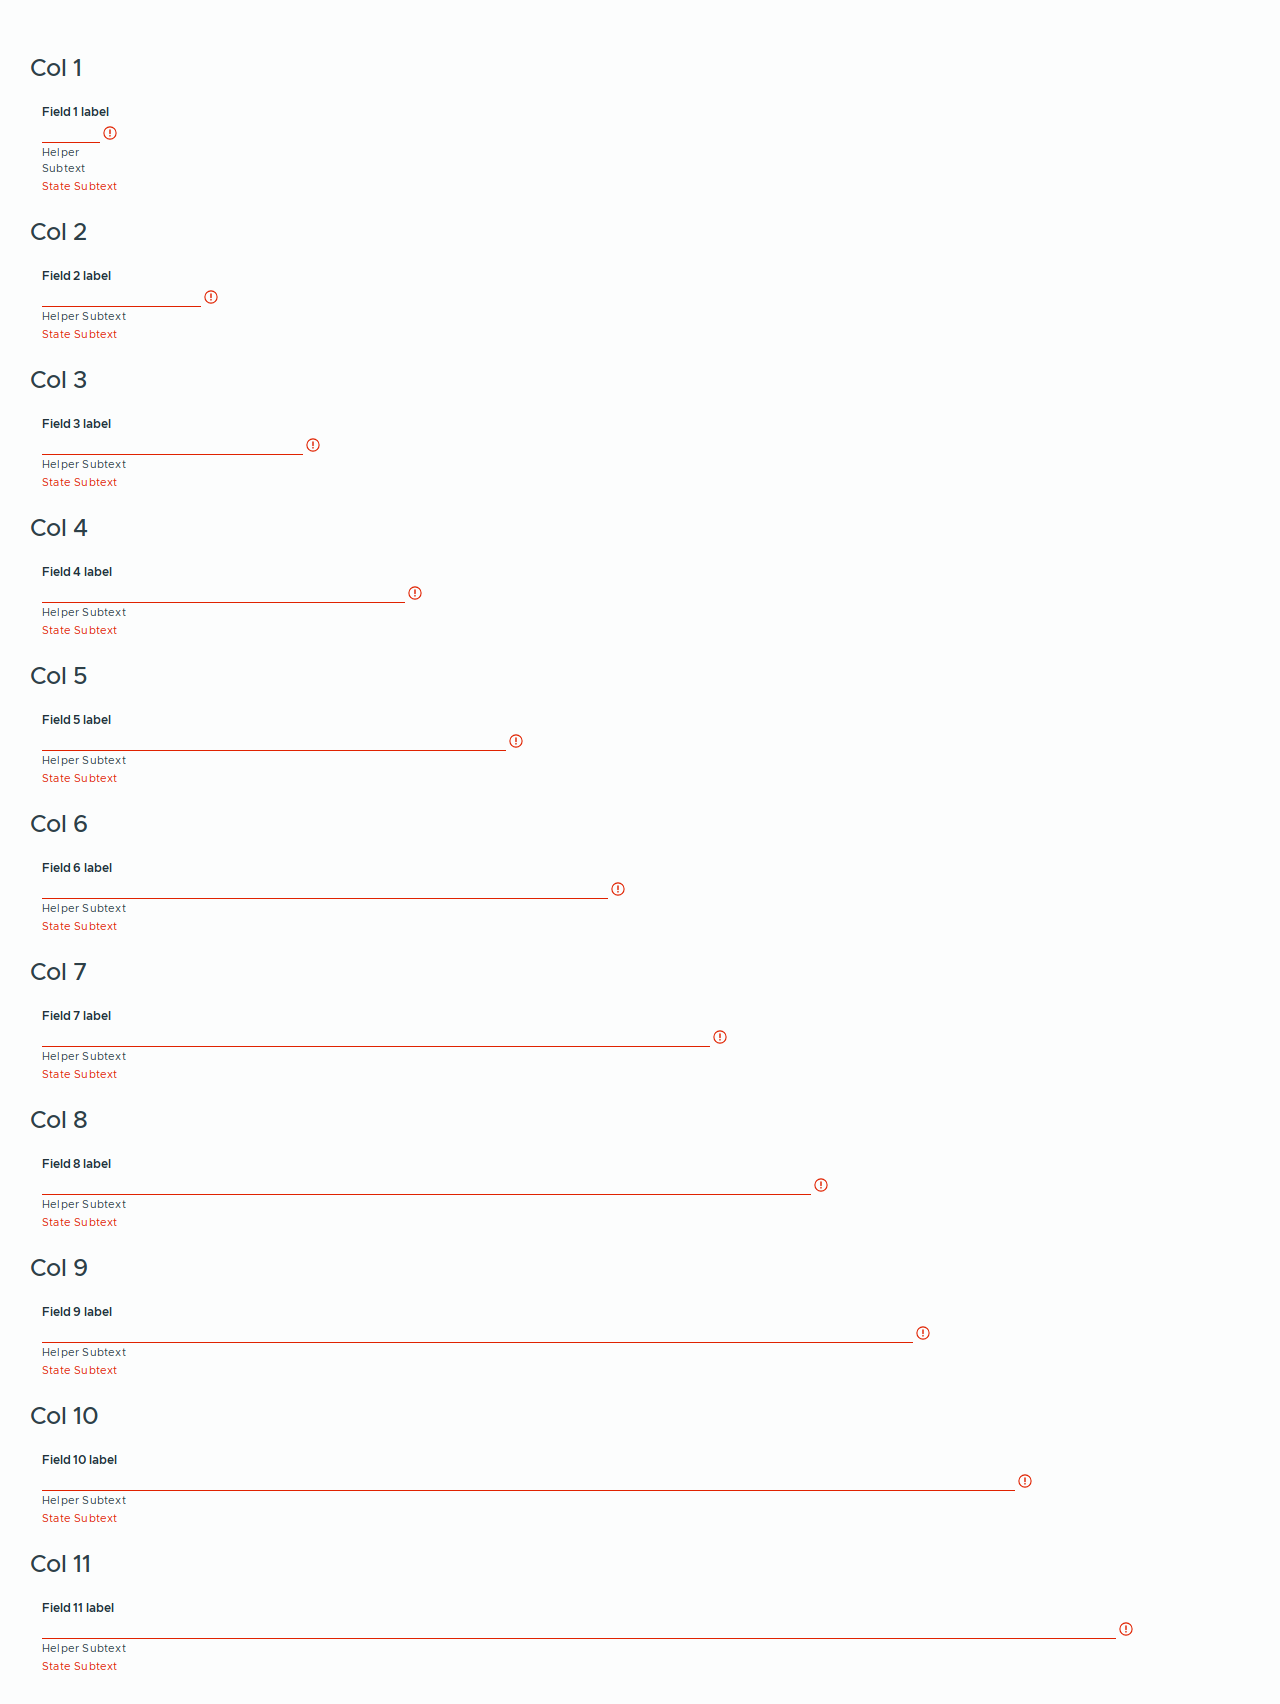 Col 1
Field 1 label
Helper
Subtext
State Subtext
Col 2
Field 2 label
Helper Subtext
State Subtext
Col 3
Field 3 label
Helper Subtext
State Subtext
Col 4
Field 4 label
Helper Subtext
State Subtext
Col 5
Field 5 label
Helper Subtext
State Subtext
Col 6
Field 6 label
Helper Subtext
State Subtext
Col 7
Field 7 label
Helper Subtext
State Subtext
Col 8
Field 8 label
Helper Subtext
State Subtext
Col 9
Field 9 label
Helper Subtext
State Subtext
Col 10
Field 10 label
Helper Subtext
State Subtext
Col 11
Field 11 label
Helper Subtext
State Subtext